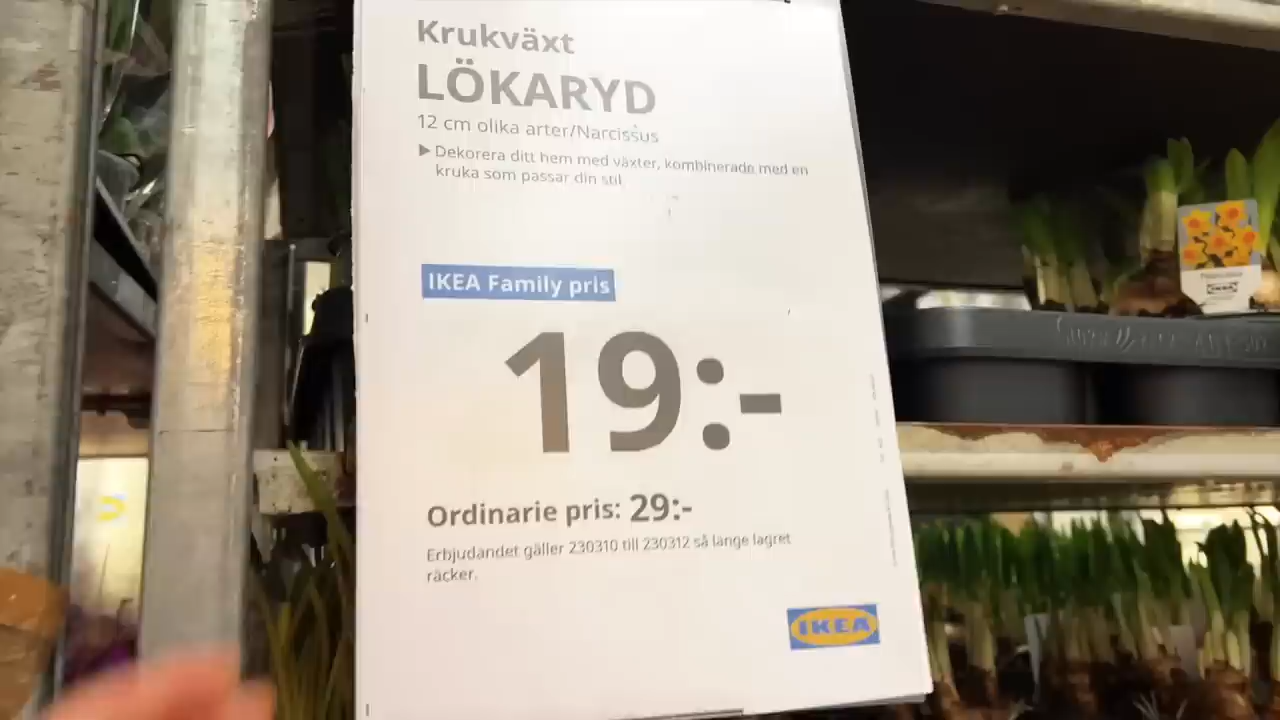 Krukväxt
LÖKARYD
12 cm olika arter/Narcissus
▶ Dekorera ditt hem med växter, kombinerade med en
kruka som passar din stil
IKEA Family pris
19:-
Ordinarie pris: 29:-
Erbjudandet gäller 230310 till 230312 så länge lagret
räcker.
IKEA
IKEA